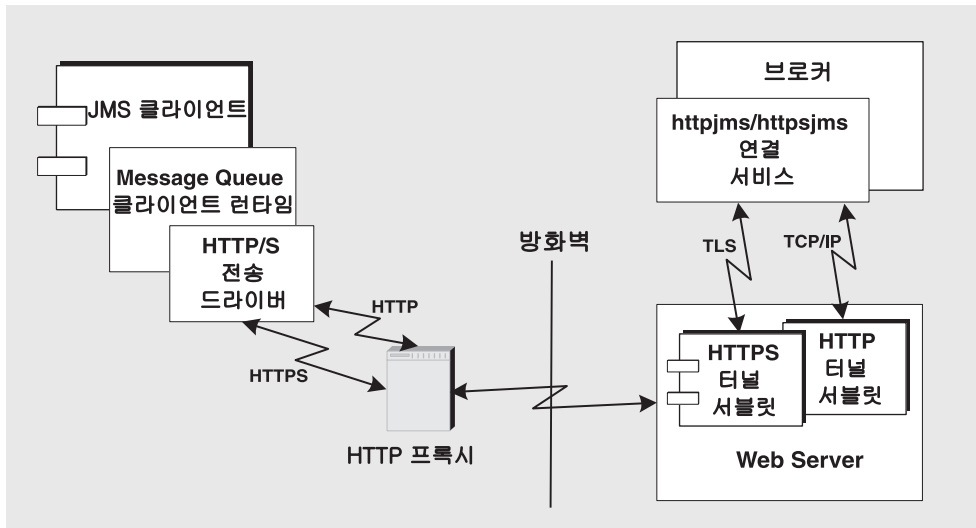 JMS 클라이언트
Message Queue
클라이언트 런타임
HTTP/S
전송
드라이버
HTTP
HTTPS
HTTP 프록시
방화벽
브로커
httpjms/httpsjms
연결
서비스
TLS
TCP/IP
HTTPS
터널
서블릿
HTTP
터널
서블릿
Web Server